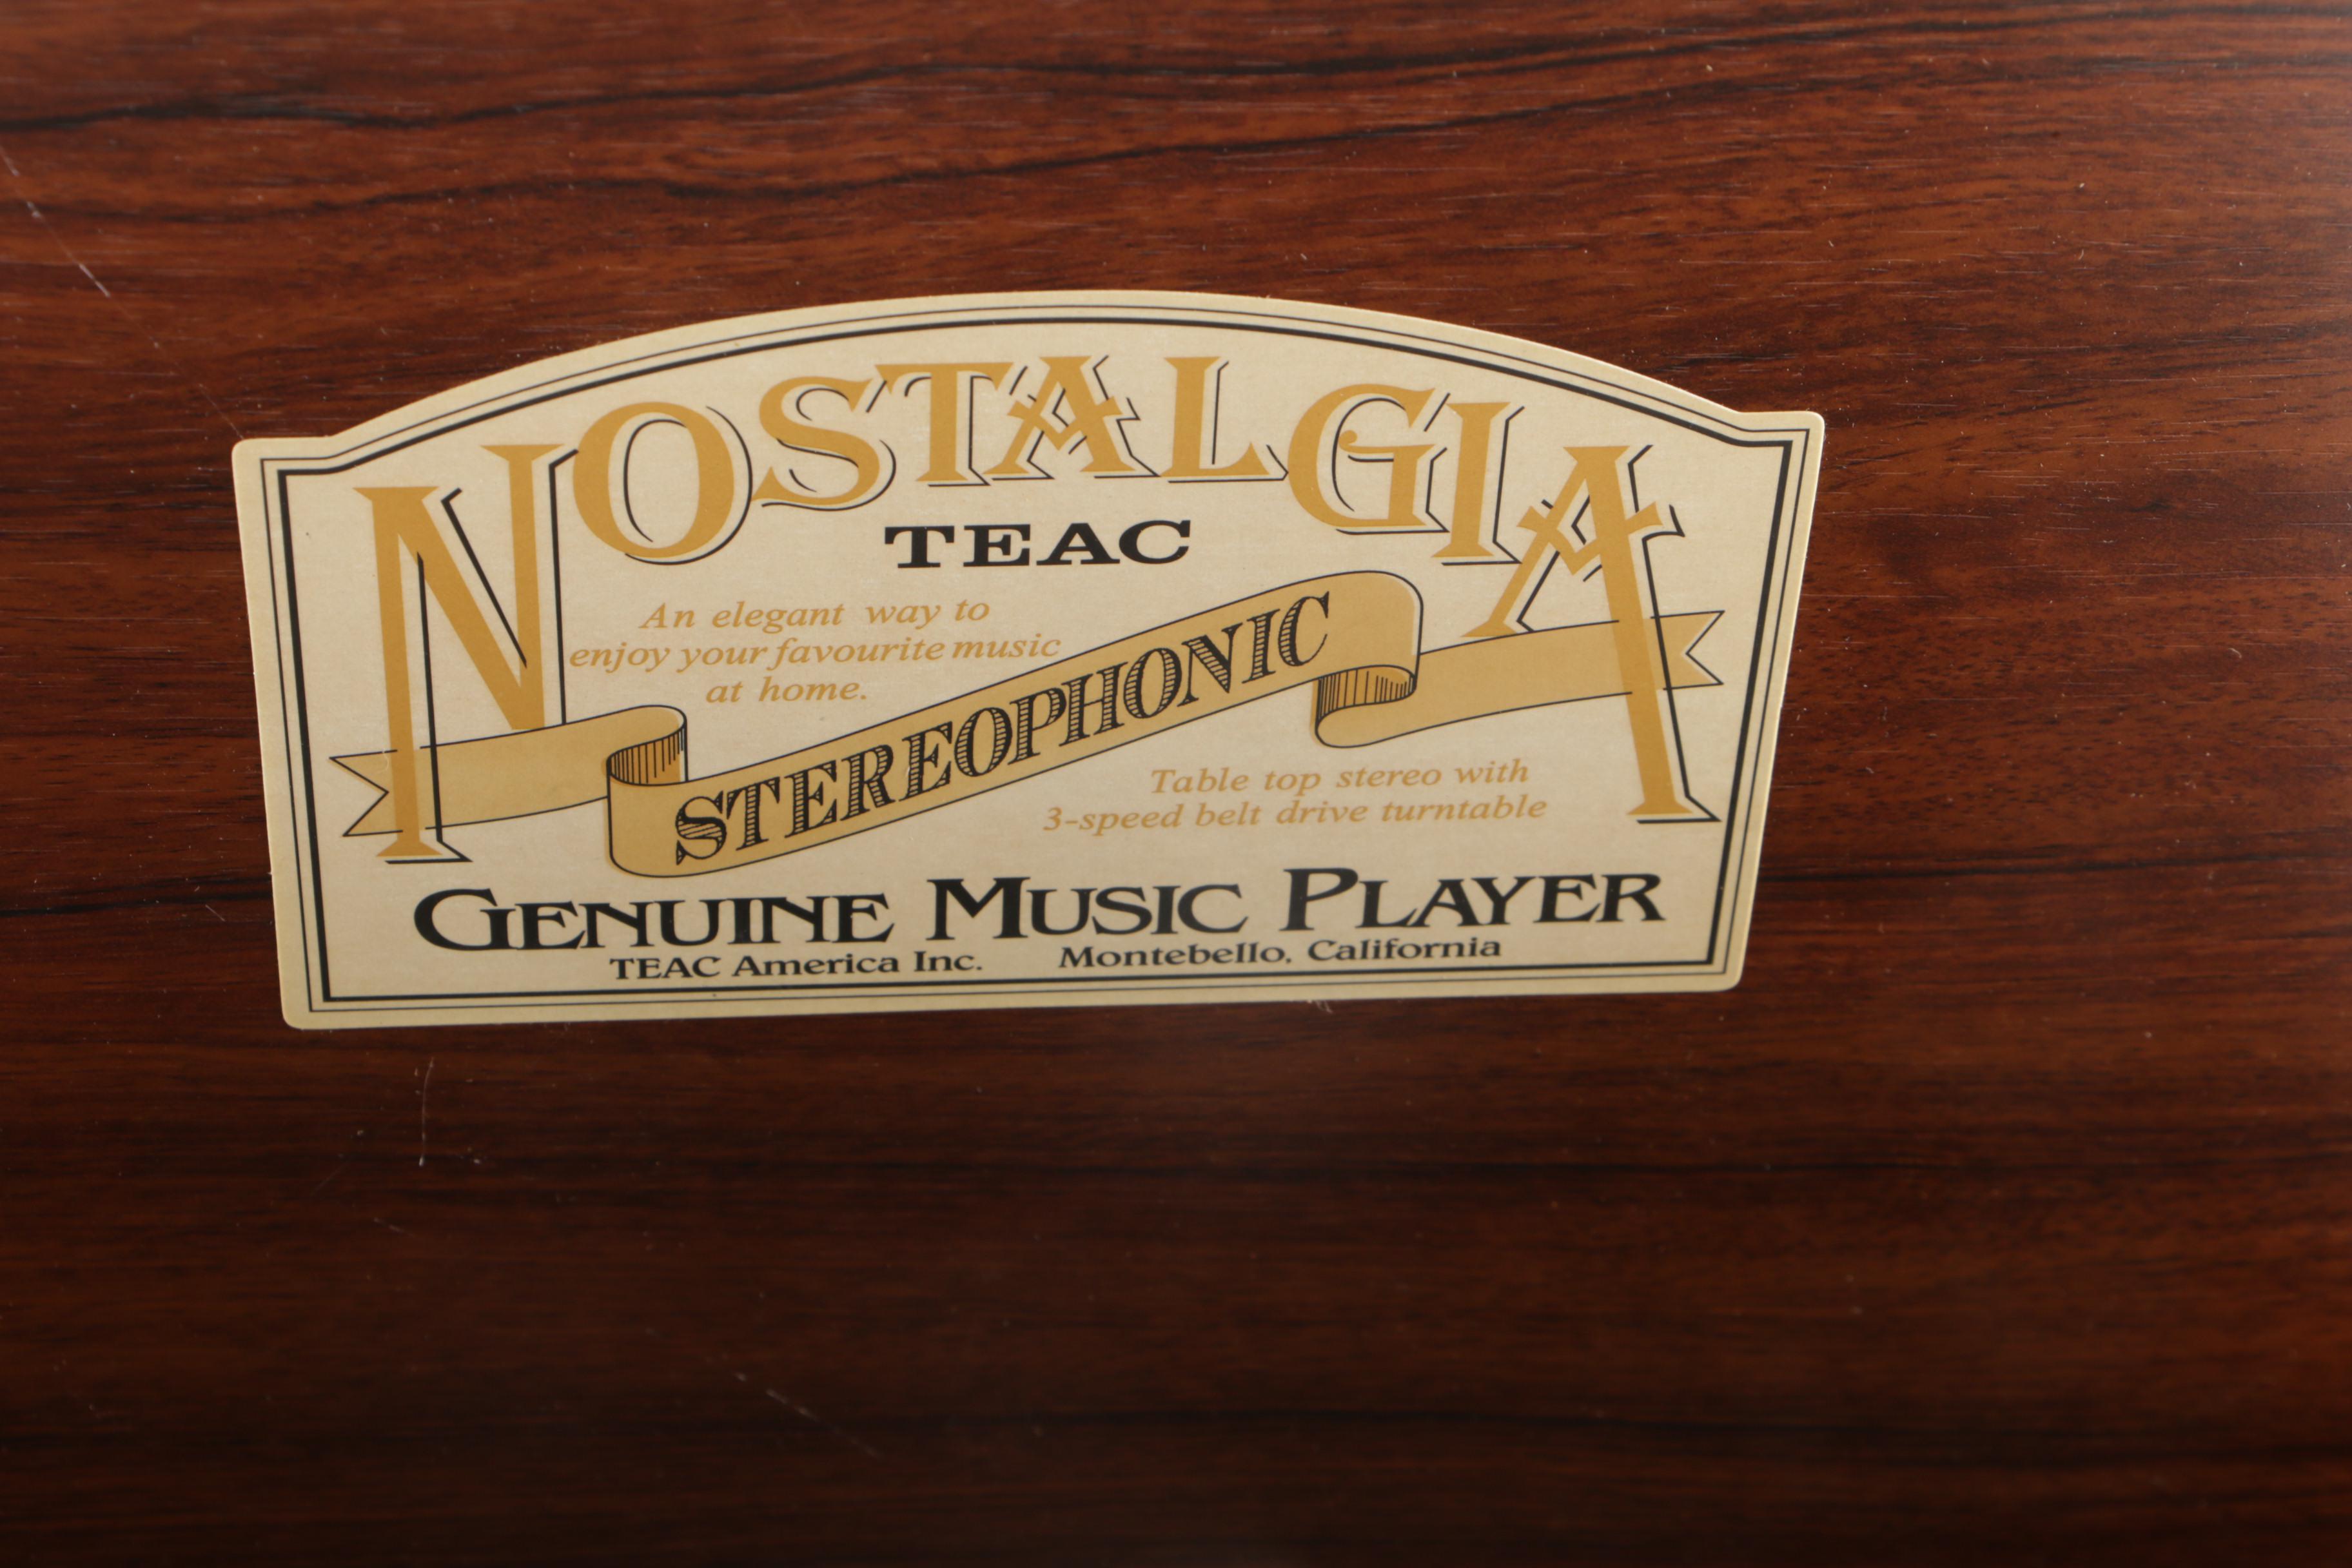 NOSTALGIA
TEAC
An elegant way to
enjoy your favourite music
at home.
STEREOPHONIC
Table top stereo with
3-speed belt drive turntable
GENUINE MUSIC PLAYER
TEAC America Inc. Montebello, California